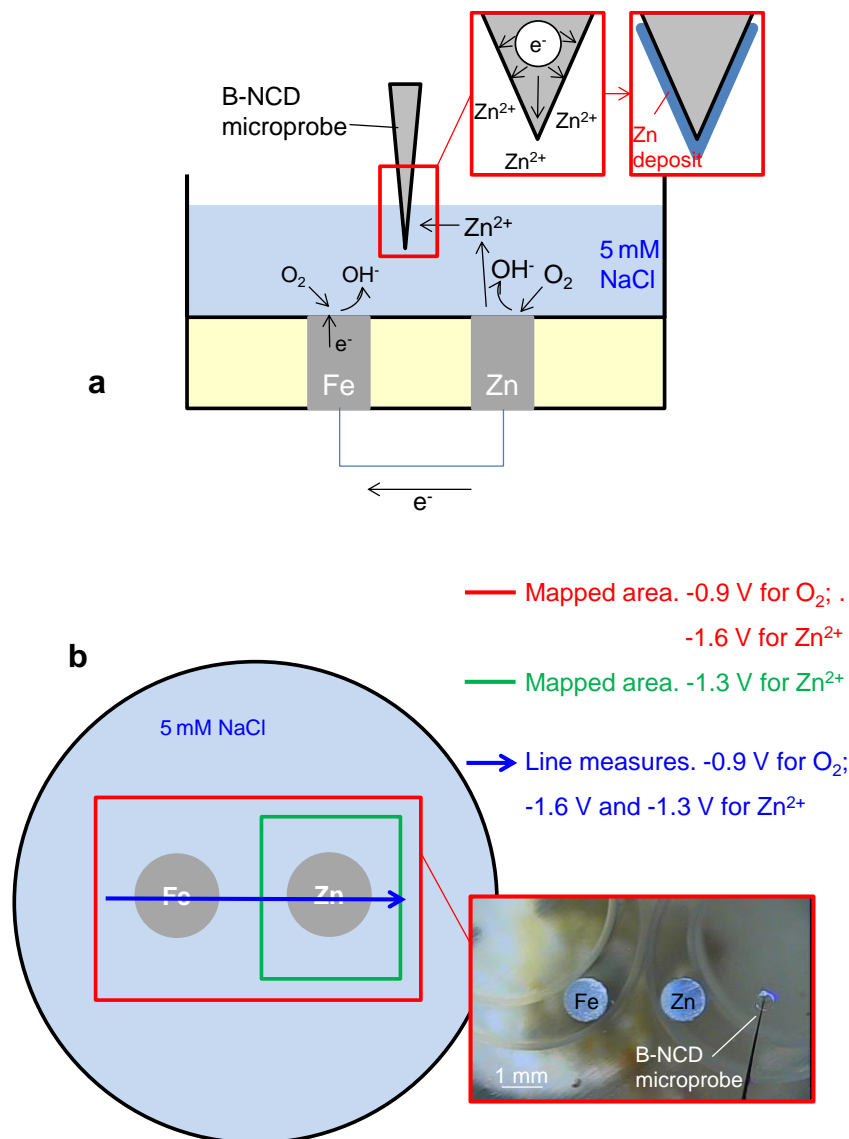 B-NCD
microprobe
e-
Zn2+
Zn2+
Zn2+
Zn
deposit
Zn2+
5 mM
NaCl
O2
OH-
OH-
O2
e-
Fe
Zn
a
e-
Mapped area. -0.9 V for O2; .
-1.6 V for Zn2+
Mapped area. -1.3 V for Zn2+
Line measures. -0.9 V for O2;
-1.6 V and -1.3 V for Zn2+
b
5 mM NaCl
Fe
Zn
Fe
Zn
B-NCD
microprobe
1 mm